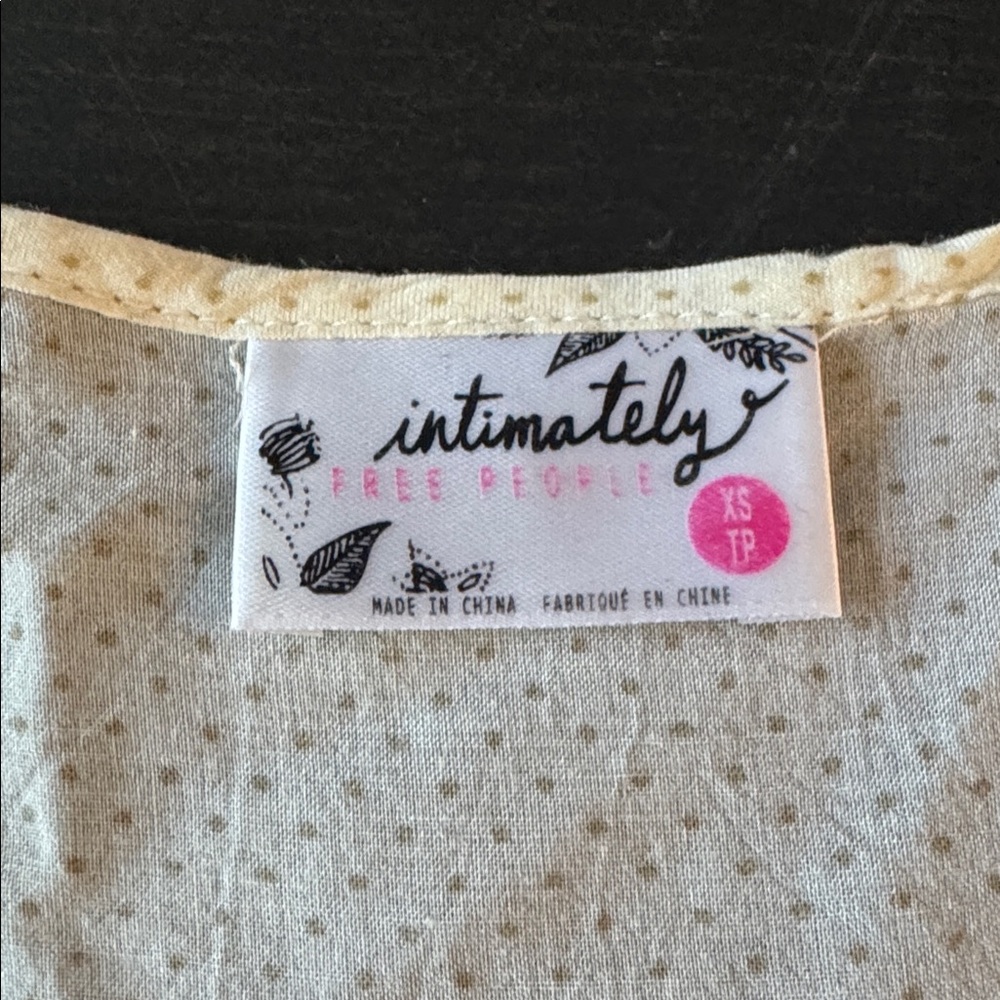 intimately
FREE PEOPLE
XS
TP
MADE IN CHINA FABRIQUÉ EN CHINE